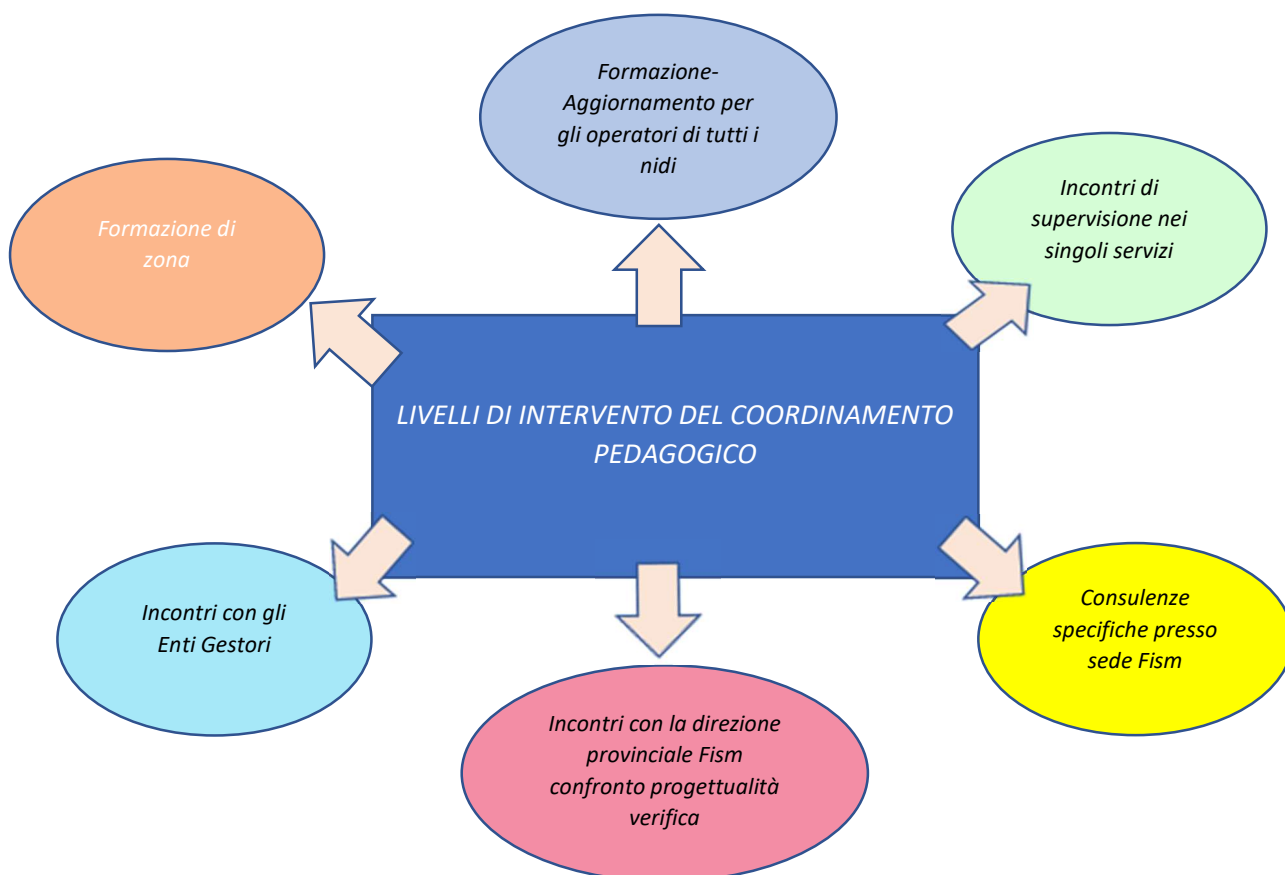 Formazione-
Aggiornamento per
gli operatori di tutti i
nidi
Formazione di
zona
Incontri di
supervisione nei
singoli servizi
LIVELLI DI INTERVENTO DEL COORDINAMENTO
PEDAGOGICO
Incontri con gli
Enti Gestori
Consulenze
specifiche presso
sede Fism
Incontri con la direzione
provinciale Fism
confronto progettualità
verifica